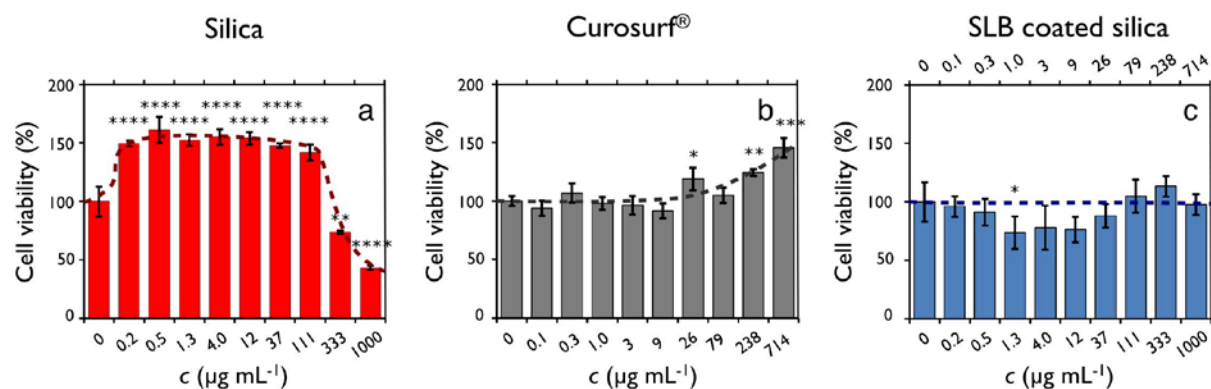 Silica
Curosurf®
SLB coated silica
0 0.1 0.3 1.0 3 9 26 79 238 714
200
150
100
50
0
Cell viability (%)
a
**** **** **** **** **** **** **** **** ** ****
0 0.2 0.5 1.3 4.0 12 37 111 333 1000
c (µg mL-1)
200
150
100
50
0
Cell viability (%)
b
* ** ***
0 0.1 0.3 1.0 3 9 26 79 238 714
c (µg mL-1)
200
150
100
50
0
Cell viability (%)
c
*
0 0.2 0.5 1.3 4.0 12 37 111 333 1000
c (µg mL-1)